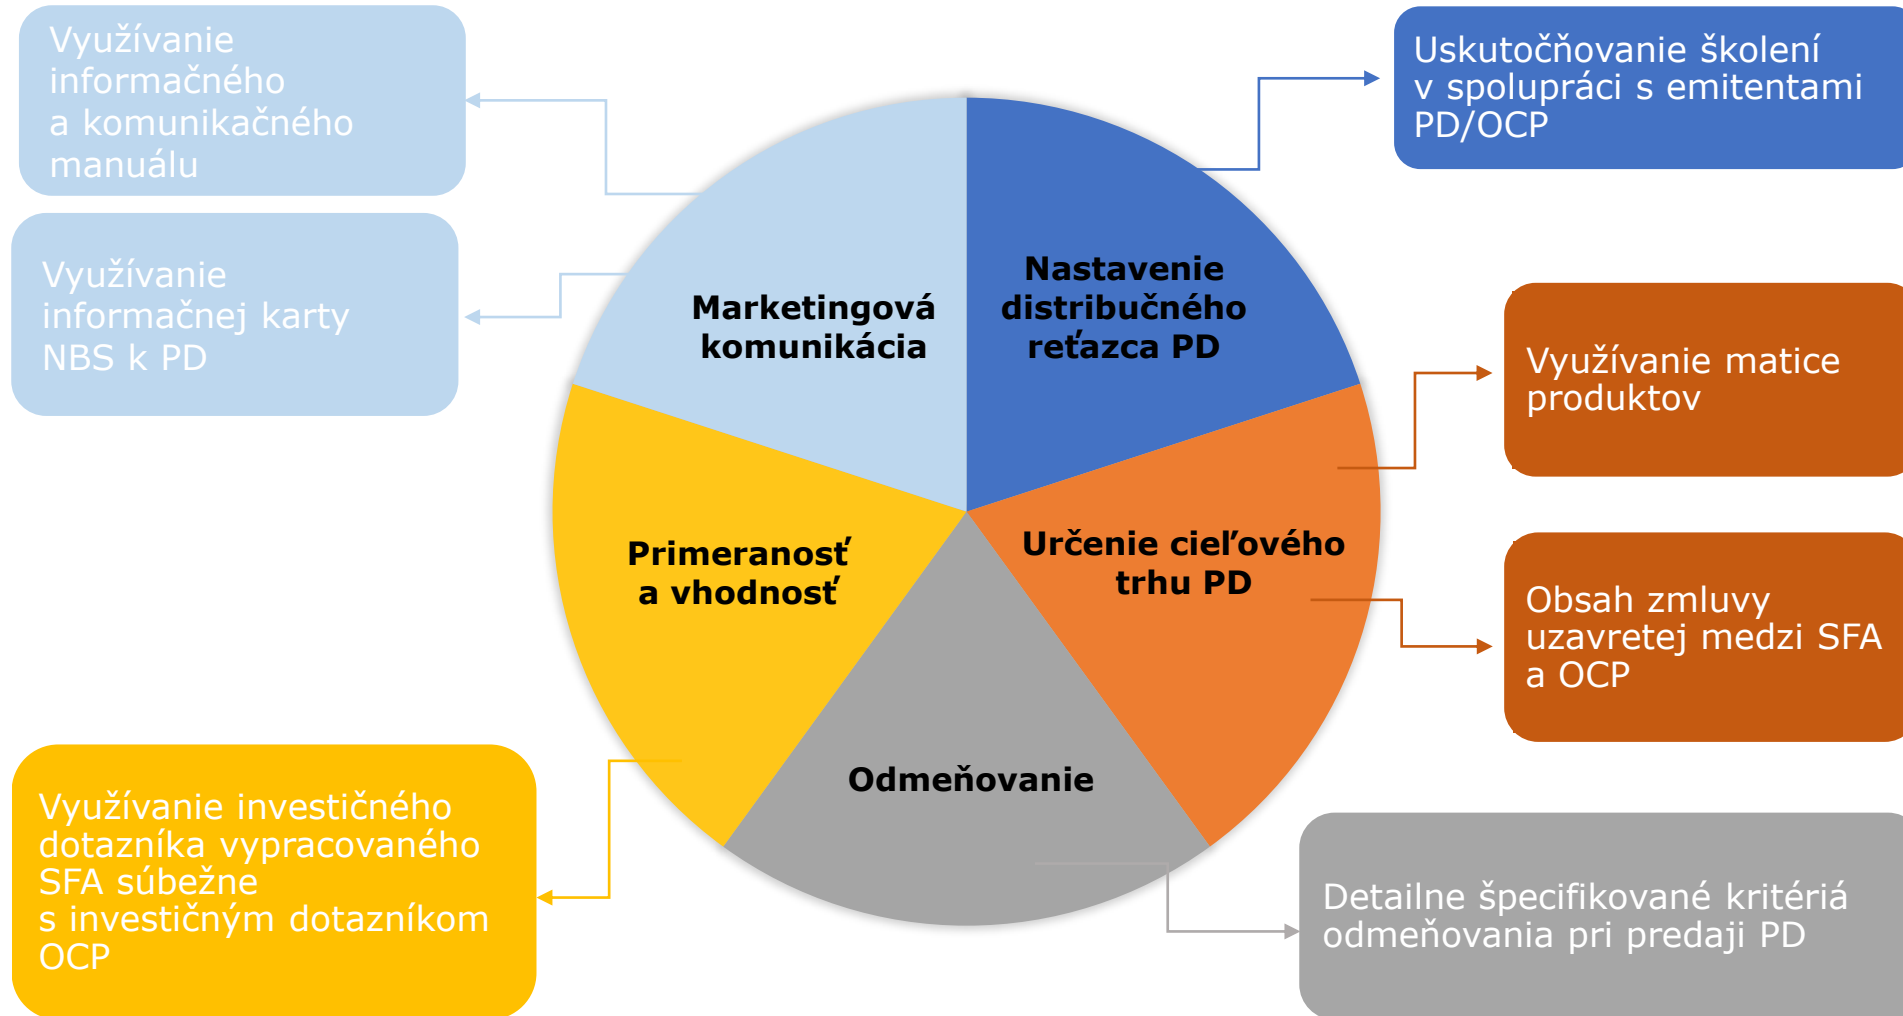 Využívanie
informačného
a komunikačného
manuálu
Využívanie
informačnej karty
NBS k PD
Marketingová
komunikácia
Nastavenie
distribučného
reťazca PD
Uskutočňovanie školení
v spolupráci s emitentami
PD/OCP
Využívanie matice
produktov
Určenie cieľového
trhu PD
Obsah zmluvy
uzavretej medzi SFA
a OCP
Primeranosť
a vhodnosť
Odmeňovanie
Využívanie investičného
dotazníka vypracovaného
SFA súbežne
s investičným dotazníkom
OCP
Detailne špecifikované kritériá
odmeňovania pri predaji PD